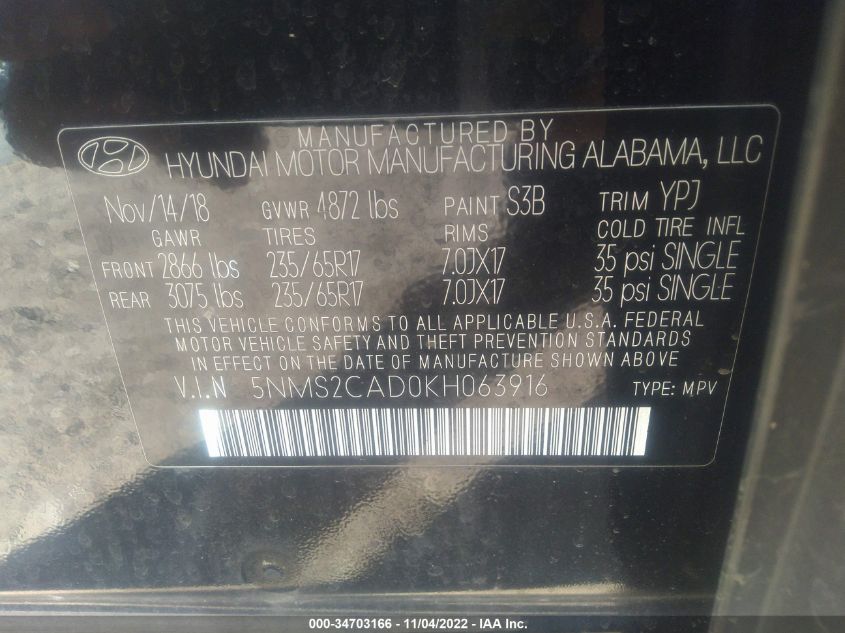 MANUFACTURED BY
HYUNDAI MOTOR MANUFACTURING ALABAMA, LLC
Nov/14/18 GVWR 4872 lbs PAINT S3B TRIM YPJ
GAWR TIRES RIMS COLD TIRE INFL
FRONT 2866 lbs 235/65R17 7.0JX17 35 psi SINGLE
REAR 3075 lbs 235/65R17 7.0JX17 35 psi SINGLE
THIS VEHICLE CONFORMS TO ALL APPLICABLE U.S.A. FEDERAL
MOTOR VEHICLE SAFETY AND THEFT PREVENTION STANDARDS
IN EFFECT ON THE DATE OF MANUFACTURE SHOWN ABOVE
V.I.N 5NMS2CAD0KH063916 TYPE: MPV
000-34703166 - 11/04/2022 - IAA Inc.